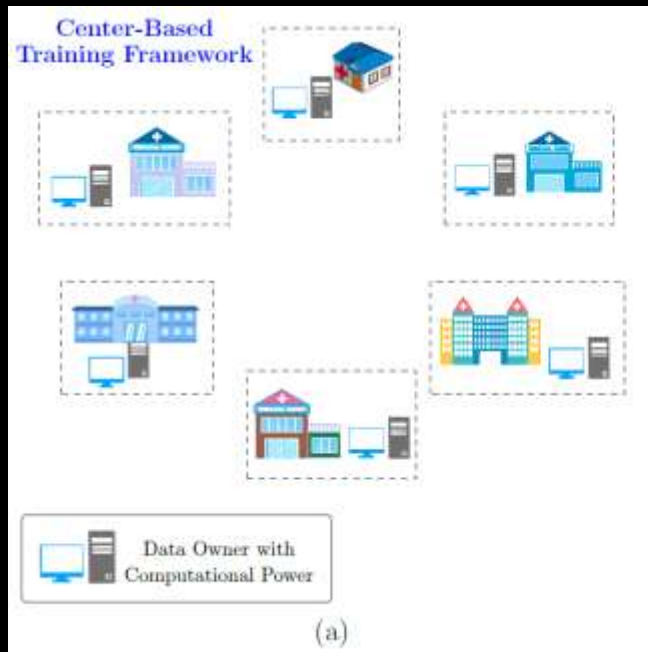 Center-Based
Training Framework
Data Owner with
Computational Power
(a)